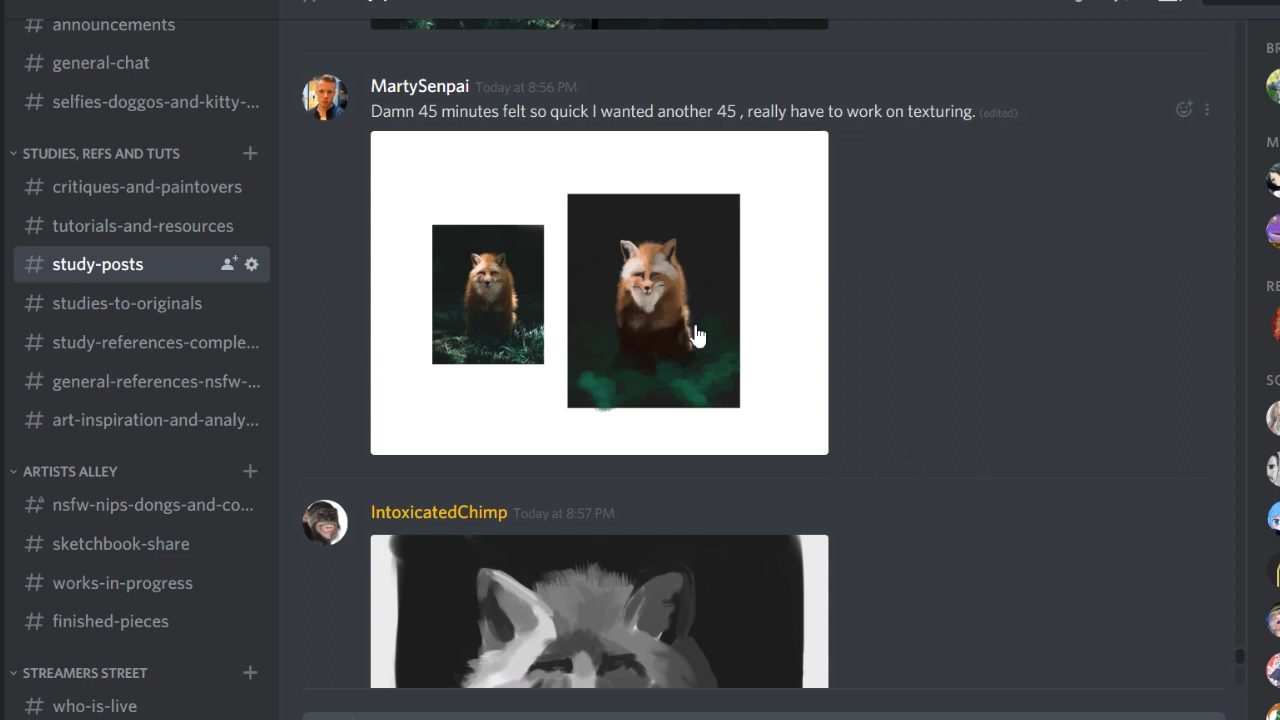 announcements
general-chat
selfies-doggos-and-kitty-...
STUDIES, REFS AND TUTS
critiques-and-paintovers
tutorials-and-resources
study-posts
studies-to-originals
study-references-comple...
general-references-nsfw-...
art-inspiration-and-analy...
ARTISTS ALLEY
nsfw-nips-dongs-and-co...
sketchbook-share
works-in-progress
finished-pieces
STREAMERS STREET
who-is-live
MartySenpai Today at 8:56 PM
Damn 45 minutes felt so quick I wanted another 45 , really have to work on texturing. (edited)
IntoxicatedChimp Today at 8:57 PM
BR
M
RE
SC